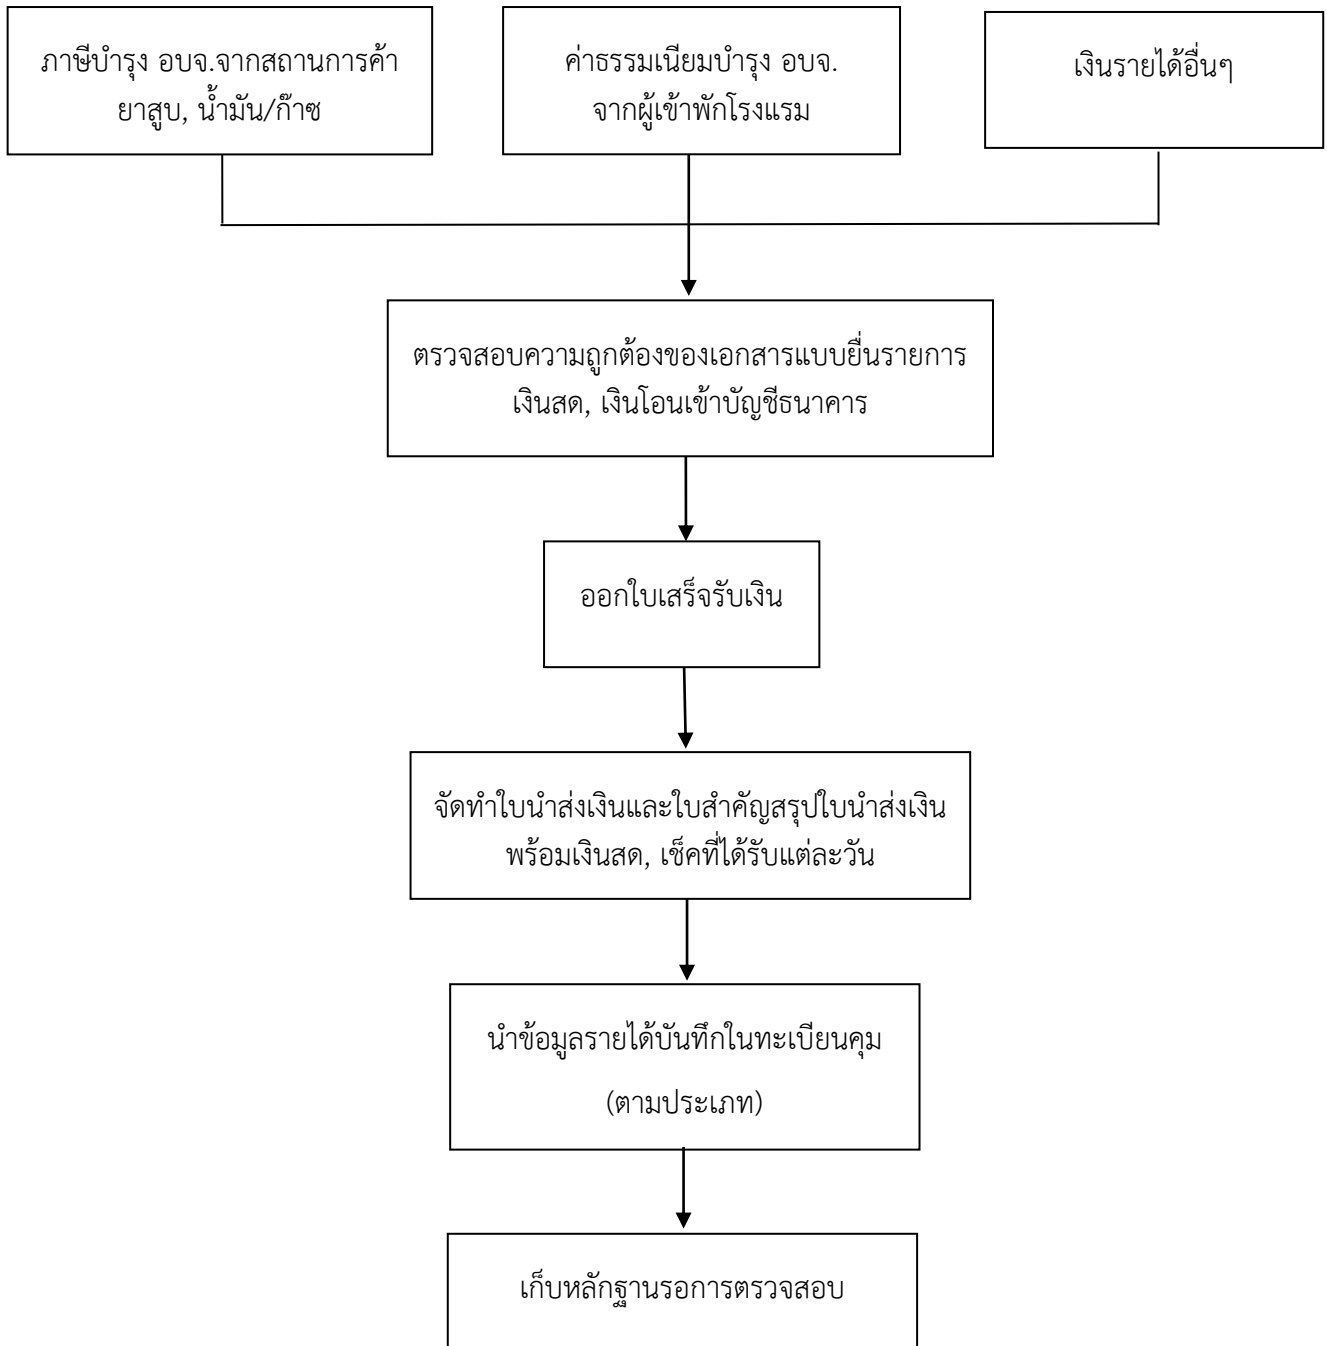 ภาษีบำรุง อบจ.จากสถานการค้า
ยาสูบ, น้ำมัน/ก๊าซ
ค่าธรรมเนียมบำรุง อบจ.
จากผู้เข้าพักโรงแรม
เงินรายได้อื่นๆ
ตรวจสอบความถูกต้องของเอกสารแบบยื่นรายการ
เงินสด, เงินโอนเข้าบัญชีธนาคาร
ออกใบเสร็จรับเงิน
จัดทำใบนำส่งเงินและใบสำคัญสรุปใบนำส่งเงิน
พร้อมเงินสด, เช็คที่ได้รับแต่ละวัน
นำข้อมูลรายได้บันทึกในทะเบียนคุม
(ตามประเภท)
เก็บหลักฐานรอการตรวจสอบ